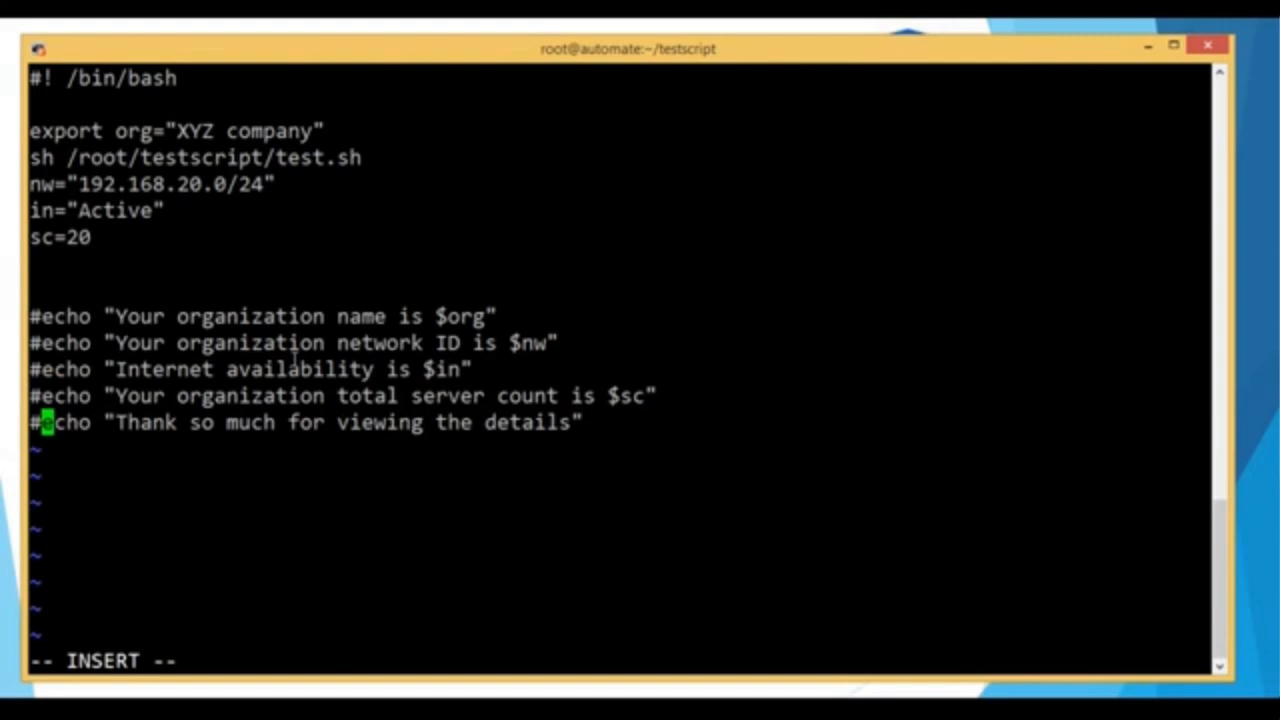 root@automate:~/testscript
#! /bin/bash
export org="XYZ company"
sh /root/testscript/test.sh
nw="192.168.20.0/24"
in="Active"
sc=20
#echo "Your organization name is $org"
#echo "Your organization network ID is $nw"
#echo "Internet availability is $in"
#echo "Your organization total server count is $sc"
#echo "Thank so much for viewing the details"
~
~
~
~
~
~
~
~
-- INSERT --